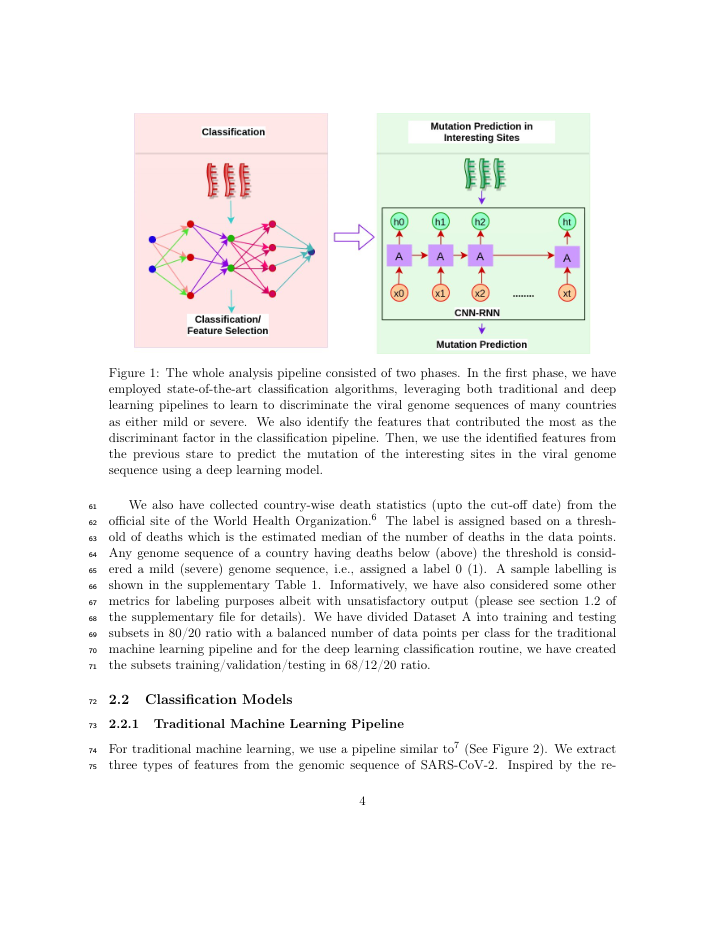 Classification
Classification/
Feature Selection
Mutation Prediction in
Interesting Sites
h0 h1 h2 ht
A A A A
x0 x1 x2 ........ xt
CNN-RNN
Mutation Prediction
Figure 1: The whole analysis pipeline consisted of two phases. In the first phase, we have
employed state-of-the-art classification algorithms, leveraging both traditional and deep
learning pipelines to learn to discriminate the viral genome sequences of many countries
as either mild or severe. We also identify the features that contributed the most as the
discriminant factor in the classification pipeline. Then, we use the identified features from
the previous stare to predict the mutation of the interesting sites in the viral genome
sequence using a deep learning model.
61 We also have collected country-wise death statistics (upto the cut-off date) from the
62 official site of the World Health Organization.6 The label is assigned based on a thresh-
63 old of deaths which is the estimated median of the number of deaths in the data points.
64 Any genome sequence of a country having deaths below (above) the threshold is consid-
65 ered a mild (severe) genome sequence, i.e., assigned a label 0 (1). A sample labelling is
66 shown in the supplementary Table 1. Informatively, we have also considered some other
67 metrics for labeling purposes albeit with unsatisfactory output (please see section 1.2 of
68 the supplementary file for details). We have divided Dataset A into training and testing
69 subsets in 80/20 ratio with a balanced number of data points per class for the traditional
70 machine learning pipeline and for the deep learning classification routine, we have created
71 the subsets training/validation/testing in 68/12/20 ratio.
72 2.2 Classification Models
73 2.2.1 Traditional Machine Learning Pipeline
74 For traditional machine learning, we use a pipeline similar to7 (See Figure 2). We extract
75 three types of features from the genomic sequence of SARS-CoV-2. Inspired by the re-
4